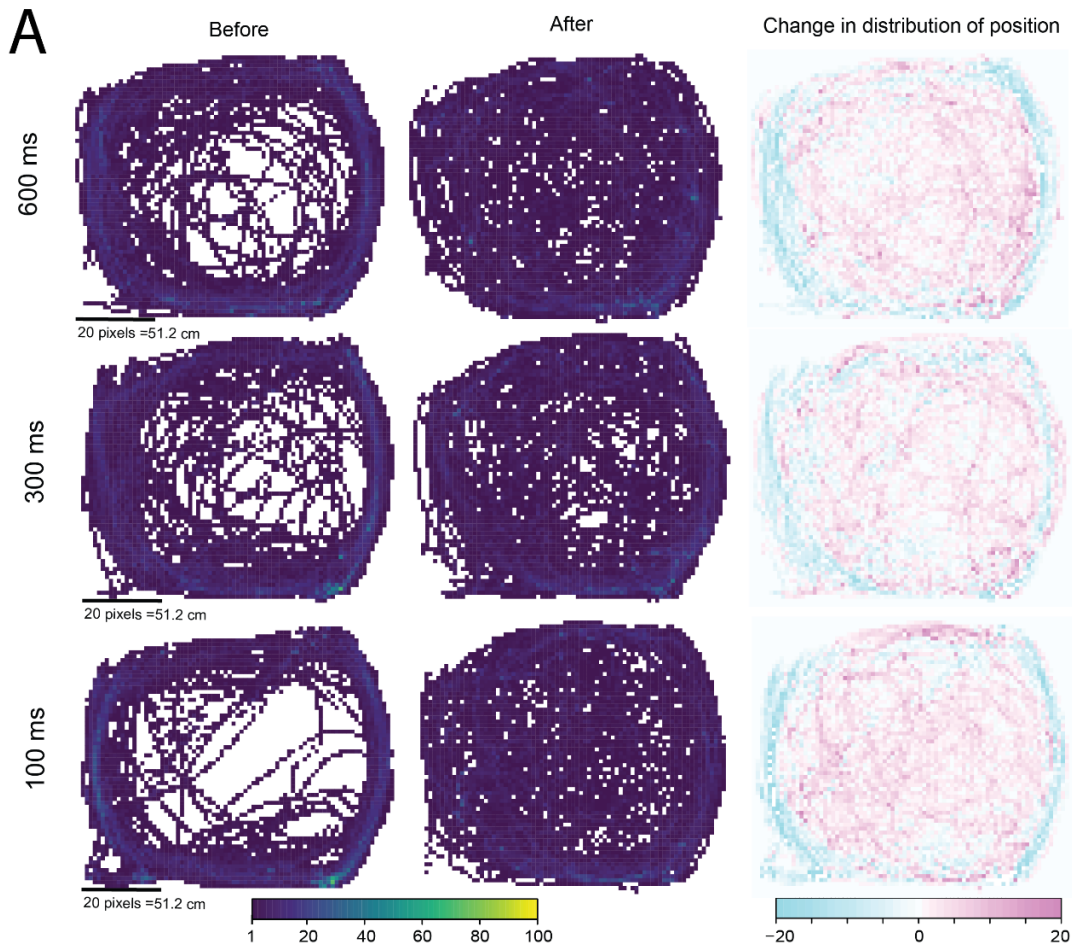 A
Before
After
Change in distribution of position
600 ms
20 pixels =51.2 cm
300 ms
20 pixels =51.2 cm
100 ms
20 pixels =51.2 cm
1 20 40 60 80 100
−20 0 20